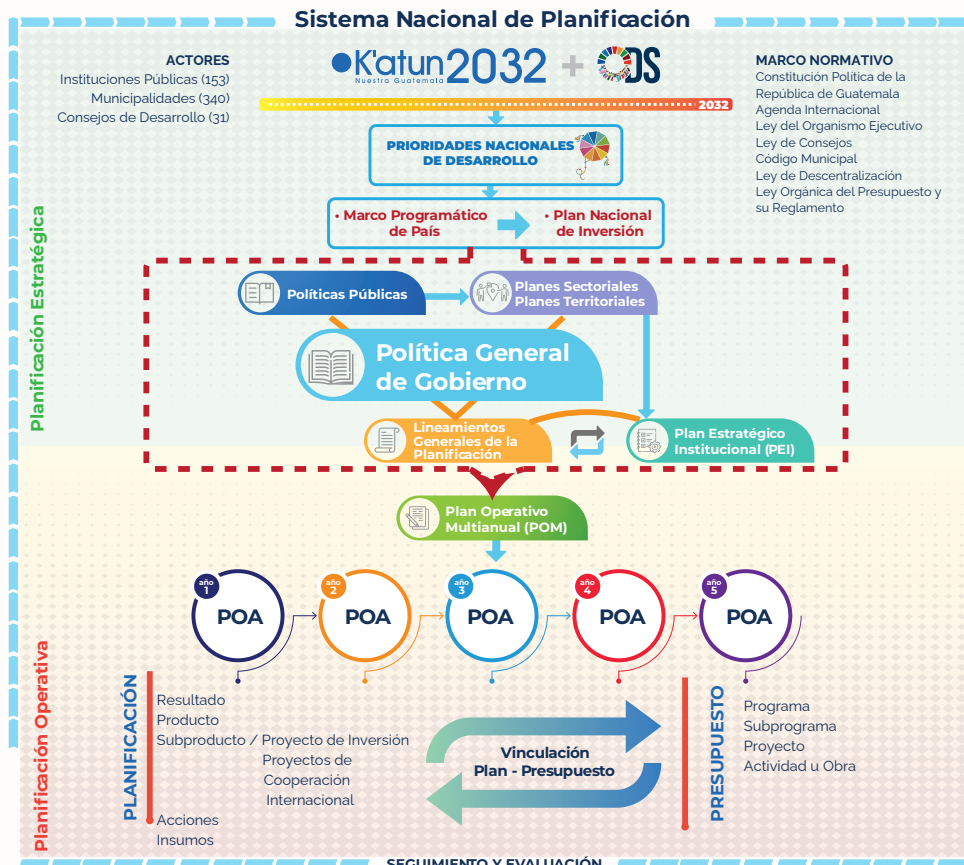 Sistema Nacional de Planificación
ACTORES
Instituciones Públicas (153)
Municipalidades (340)
Consejos de Desarrollo (31)
K'atun 2032
Nuestra Guatemala
+
ODS
2032
MARCO NORMATIVO
Constitución Política de la
República de Guatemala
Agenda Internacional
Ley del Organismo Ejecutivo
Ley de Consejos
Código Municipal
Ley de Descentralización
Ley Orgánica del Presupuesto y
su Reglamento
PRIORIDADES NACIONALES
DE DESARROLLO
• Marco Programático
de País
• Plan Nacional
de Inversión
Planificación Estratégica
Políticas Públicas
Planes Sectoriales
Planes Territoriales
Política General
de Gobierno
Lineamientos
Generales de la
Planificación
Plan Estratégico
Institucional (PEI)
Plan Operativo
Multianual (POM)
año
1
POA
año
2
POA
año
3
POA
año
4
POA
año
5
POA
Planificación Operativa
PLANIFICACIÓN
Resultado
Producto
Subproducto / Proyecto de Inversión
Proyectos de
Cooperación
Internacional
Acciones
Insumos
Vinculación
Plan - Presupuesto
PRESUPUESTO
Programa
Subprograma
Proyecto
Actividad u Obra
SEGUIMIENTO Y EVALUACIÓN